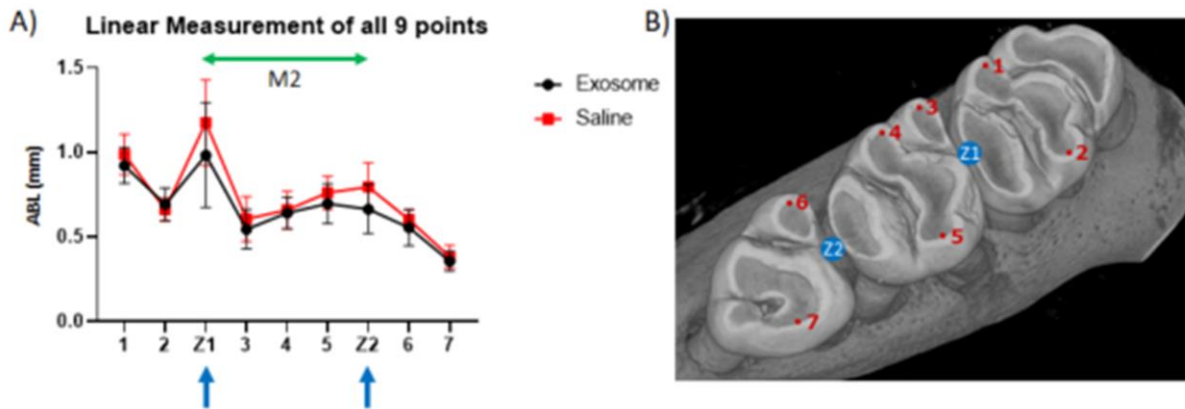 A)
Linear Measurement of all 9 points
M2
1.5
1.0
0.5
0.0
ABL (mm)
1 2 Z1 3 4 5 Z2 6 7
Exosome
Saline
B)
1
3
4
Z1
2
6
5
Z2
7